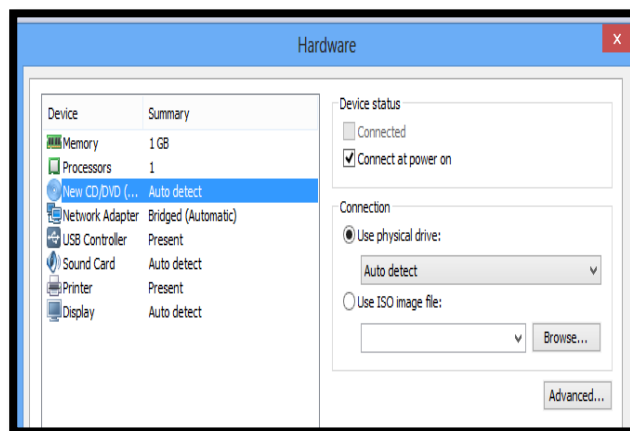 Hardware
x
Device Summary
Memory 1 GB
Processors 1
New CD/DVD (... Auto detect
Network Adapter Bridged (Automatic)
USB Controller Present
Sound Card Auto detect
Printer Present
Display Auto detect
Device status
Connected
Connect at power on
Connection
Use physical drive:
Auto detect
Use ISO image file:
Browse...
Advanced...